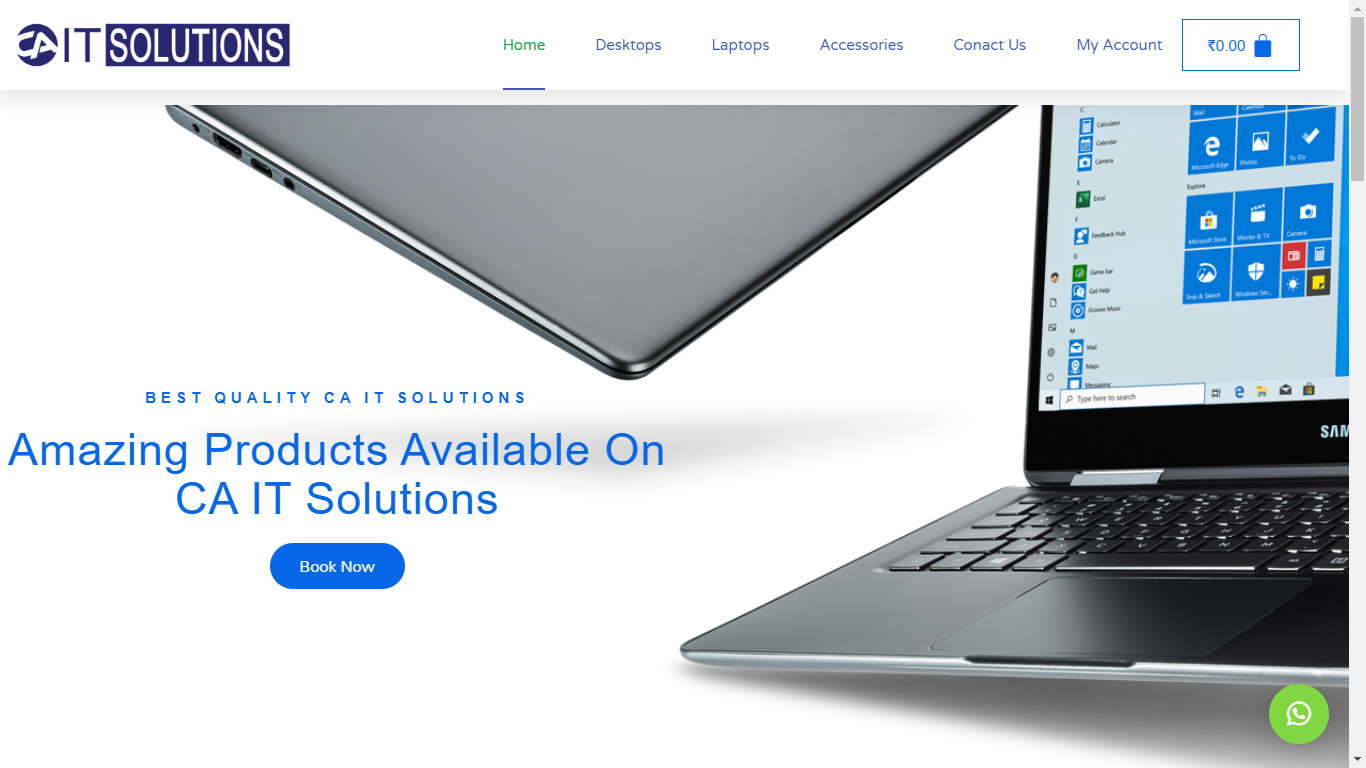 CA IT SOLUTIONS
Home
Desktops
Laptops
Accessories
Conact Us
My Account
₹0.00
C
Calculator
Calendar
Camera
E
Excel
F
Feedback Hub
G
Game bar
Get Help
Groove Music
M
Mail
Maps
Messaging
Mail
Calendar
Microsoft Edge
Photos
To-Do
Explore
Microsoft Store
Movies & TV
Camera
Snip & Sketch
Windows Sec...
Type here to search
SAM
BEST QUALITY CA IT SOLUTIONS
Amazing Products Available On
CA IT Solutions
Book Now